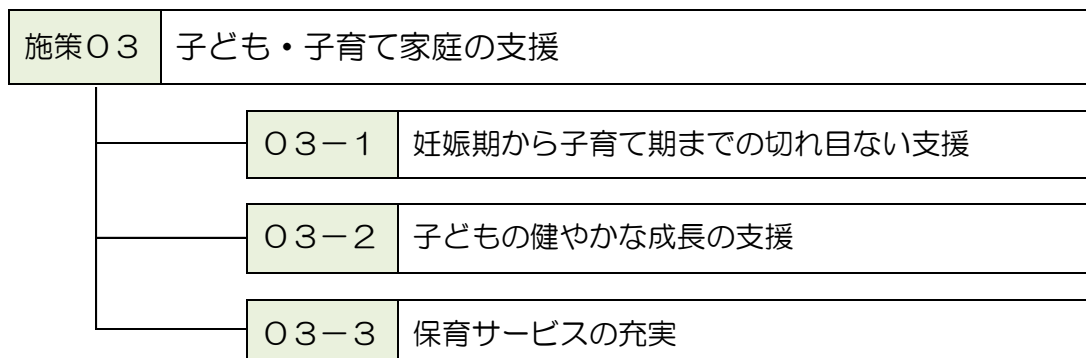 施策０３ 子ども・子育て家庭の支援
０３－１ 妊娠期から子育て期までの切れ目ない支援
０３－２ 子どもの健やかな成長の支援
０３－３ 保育サービスの充実